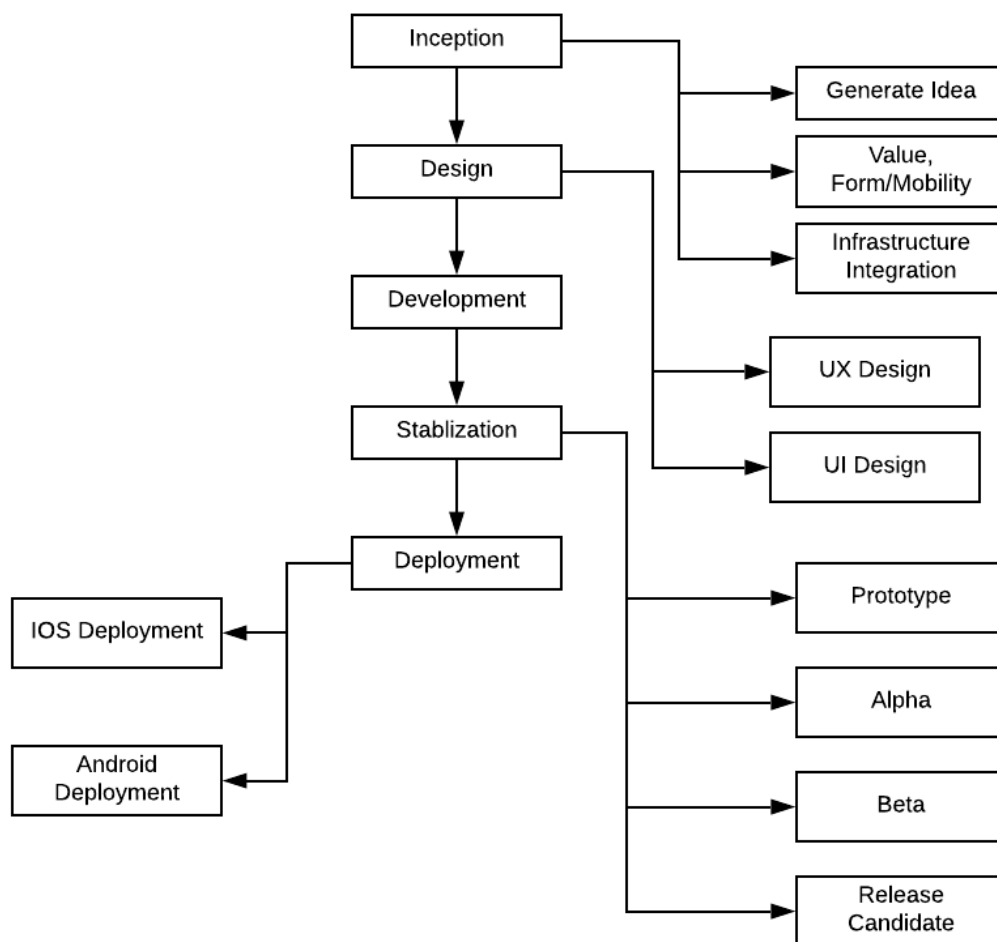 Inception
Generate Idea
Value,
Form/Mobility
Design
Infrastructure
Integration
Development
UX Design
Stablization
UI Design
Deployment
Prototype
IOS Deployment
Alpha
Android
Deployment
Beta
Release
Candidate